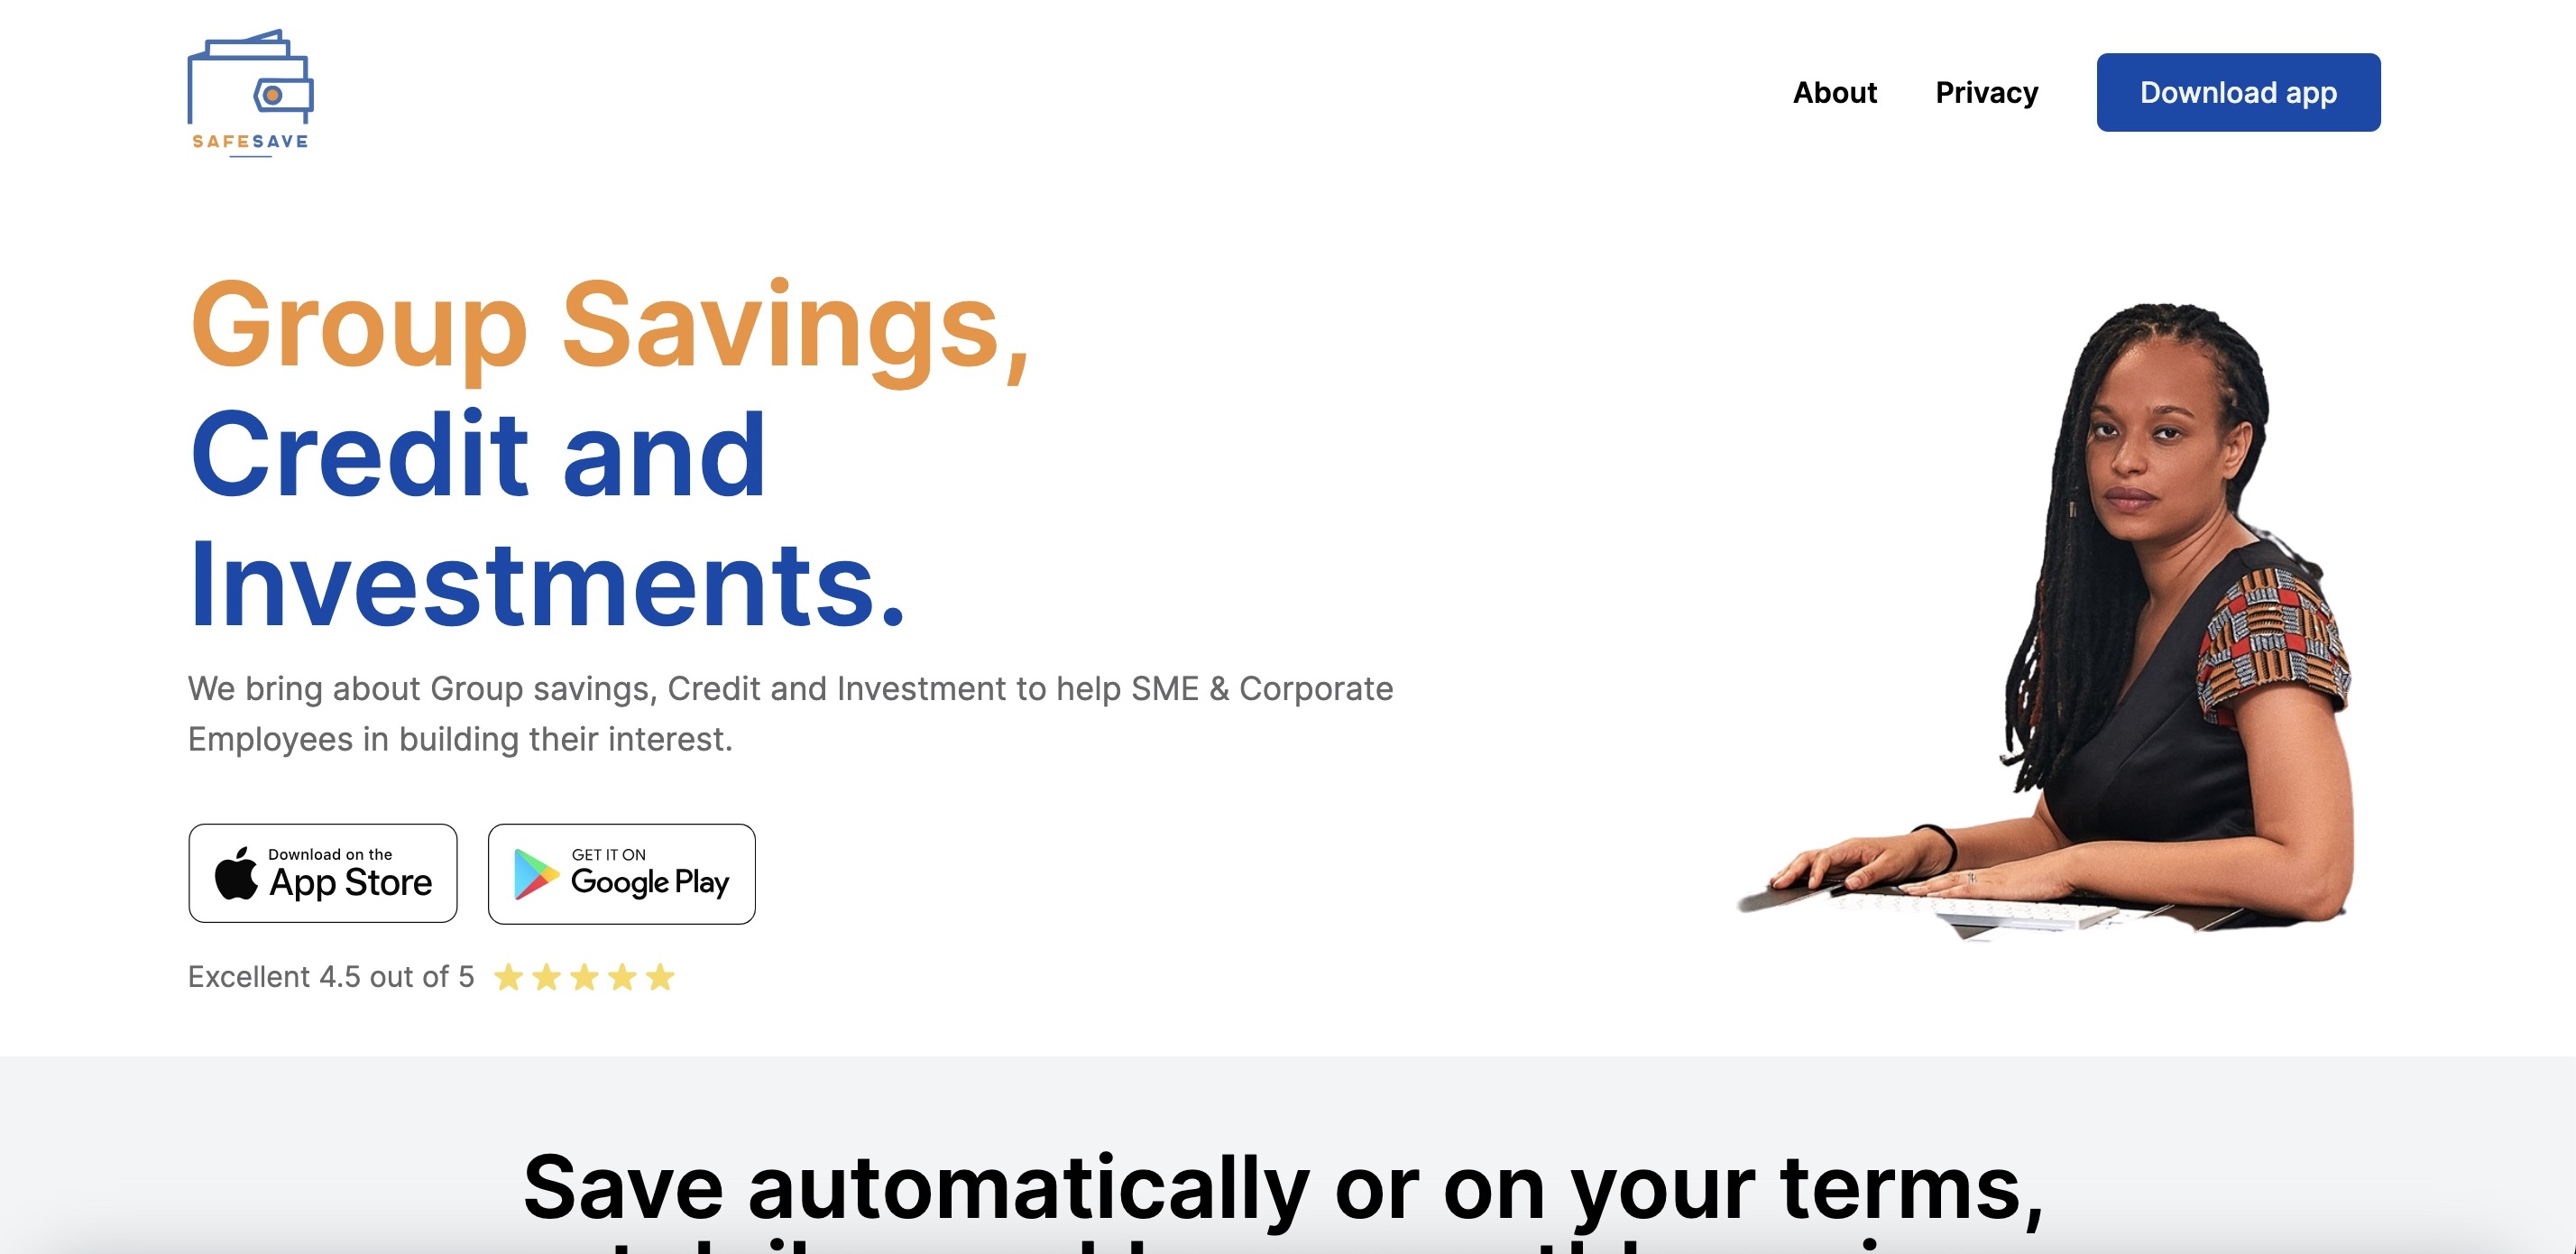 SAFESAVE
About
Privacy
Download app
Group Savings,
Credit and
Investments.
We bring about Group savings, Credit and Investment to help SME & Corporate
Employees in building their interest.
Download on the
App Store
GET IT ON
Google Play
Excellent 4.5 out of 5
Save automatically or on your terms,